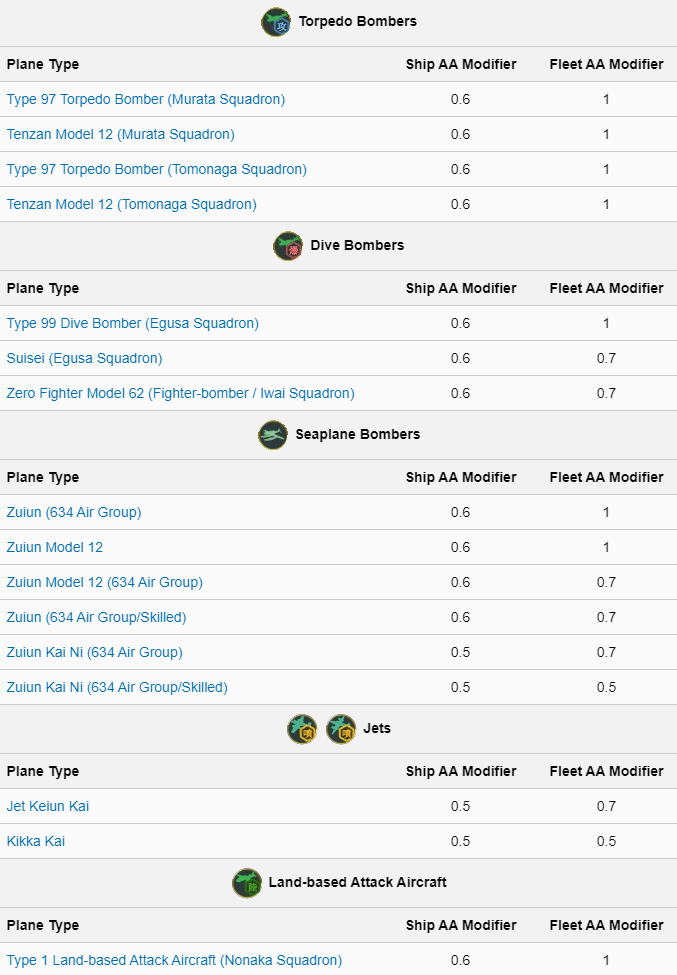 Torpedo Bombers
Plane Type Ship AA Modifier Fleet AA Modifier
Type 97 Torpedo Bomber (Murata Squadron) 0.6 1
Tenzan Model 12 (Murata Squadron) 0.6 1
Type 97 Torpedo Bomber (Tomonaga Squadron) 0.6 1
Tenzan Model 12 (Tomonaga Squadron) 0.6 1
Dive Bombers
Plane Type Ship AA Modifier Fleet AA Modifier
Type 99 Dive Bomber (Egusa Squadron) 0.6 1
Suisei (Egusa Squadron) 0.6 0.7
Zero Fighter Model 62 (Fighter-bomber / Iwai Squadron) 0.6 0.7
Seaplane Bombers
Plane Type Ship AA Modifier Fleet AA Modifier
Zuiun (634 Air Group) 0.6 1
Zuiun Model 12 0.6 1
Zuiun Model 12 (634 Air Group) 0.6 0.7
Zuiun (634 Air Group/Skilled) 0.6 0.7
Zuiun Kai Ni (634 Air Group) 0.5 0.7
Zuiun Kai Ni (634 Air Group/Skilled) 0.5 0.5
Jets
Plane Type Ship AA Modifier Fleet AA Modifier
Jet Keiun Kai 0.5 0.7
Kikka Kai 0.5 0.5
Land-based Attack Aircraft
Plane Type Ship AA Modifier Fleet AA Modifier
Type 1 Land-based Attack Aircraft (Nonaka Squadron) 0.6 1